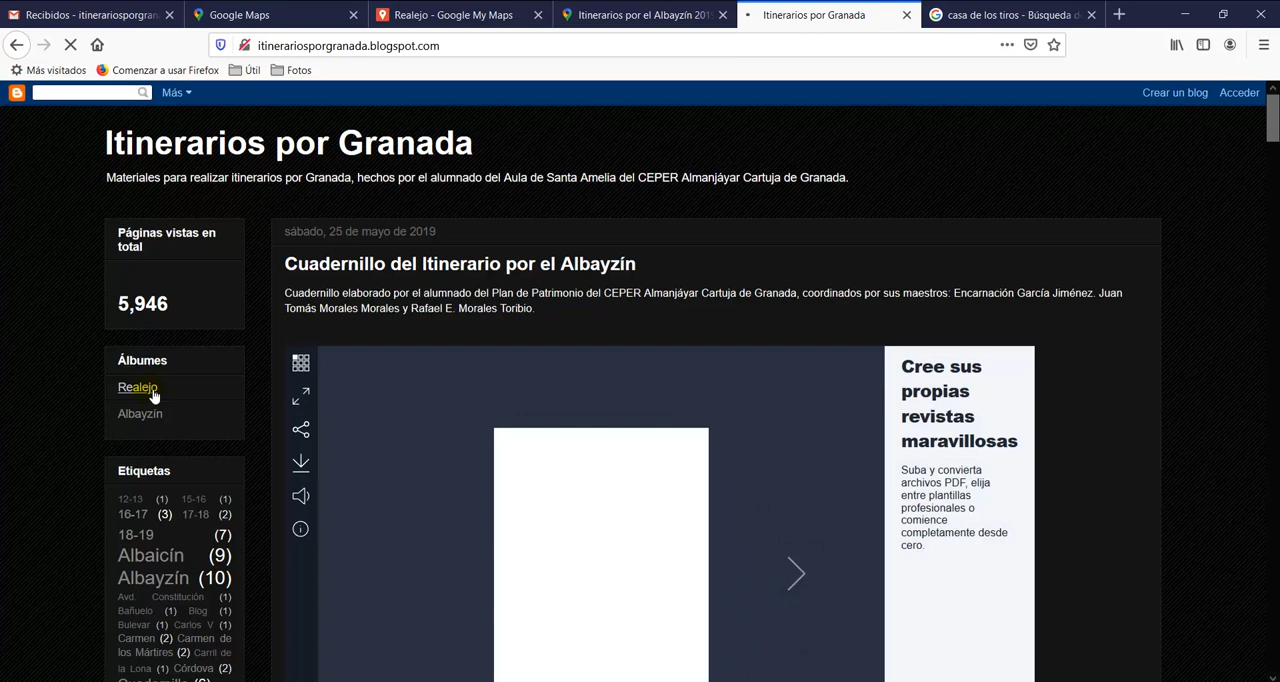 Recibidos - itinerariosporgran
Google Maps
Realejo - Google My Maps
Itinerarios por el Albayzín 201
Itinerarios por Granada
casa de los tiros - Búsqueda d
itinerariosporgranada.blogspot.com
Más visitados
Comenzar a usar Firefox
Útil
Fotos
Más
Crear un blog
Acceder
Itinerarios por Granada
Materiales para realizar itinerarios por Granada, hechos por el alumnado del Aula de Santa Amelia del CEPER Almanjáyar Cartuja de Granada.
Páginas vistas en
total
5,946
Álbumes
Realejo
Albayzín
Etiquetas
12-13 (1) 15-16 (1)
16-17 (3) 17-18 (2)
18-19 (7)
Albaicín (9)
Albayzín (10)
Avd. Constitución (1)
Bañuelo (1) Blog (1)
Bulevar (1) Carlos V (1)
Carmen (2) Carmen de
los Mártires (2) Carril de
la Lona (1) Córdova (2)
sábado, 25 de mayo de 2019
Cuadernillo del Itinerario por el Albayzín
Cuadernillo elaborado por el alumnado del Plan de Patrimonio del CEPER Almanjáyar Cartuja de Granada, coordinados por sus maestros: Encarnación García Jiménez. Juan
Tomás Morales Morales y Rafael E. Morales Toribio.
Cree sus
propias
revistas
maravillosas
Suba y convierta
archivos PDF, elija
entre plantillas
profesionales o
comience
completamente desde
cero.